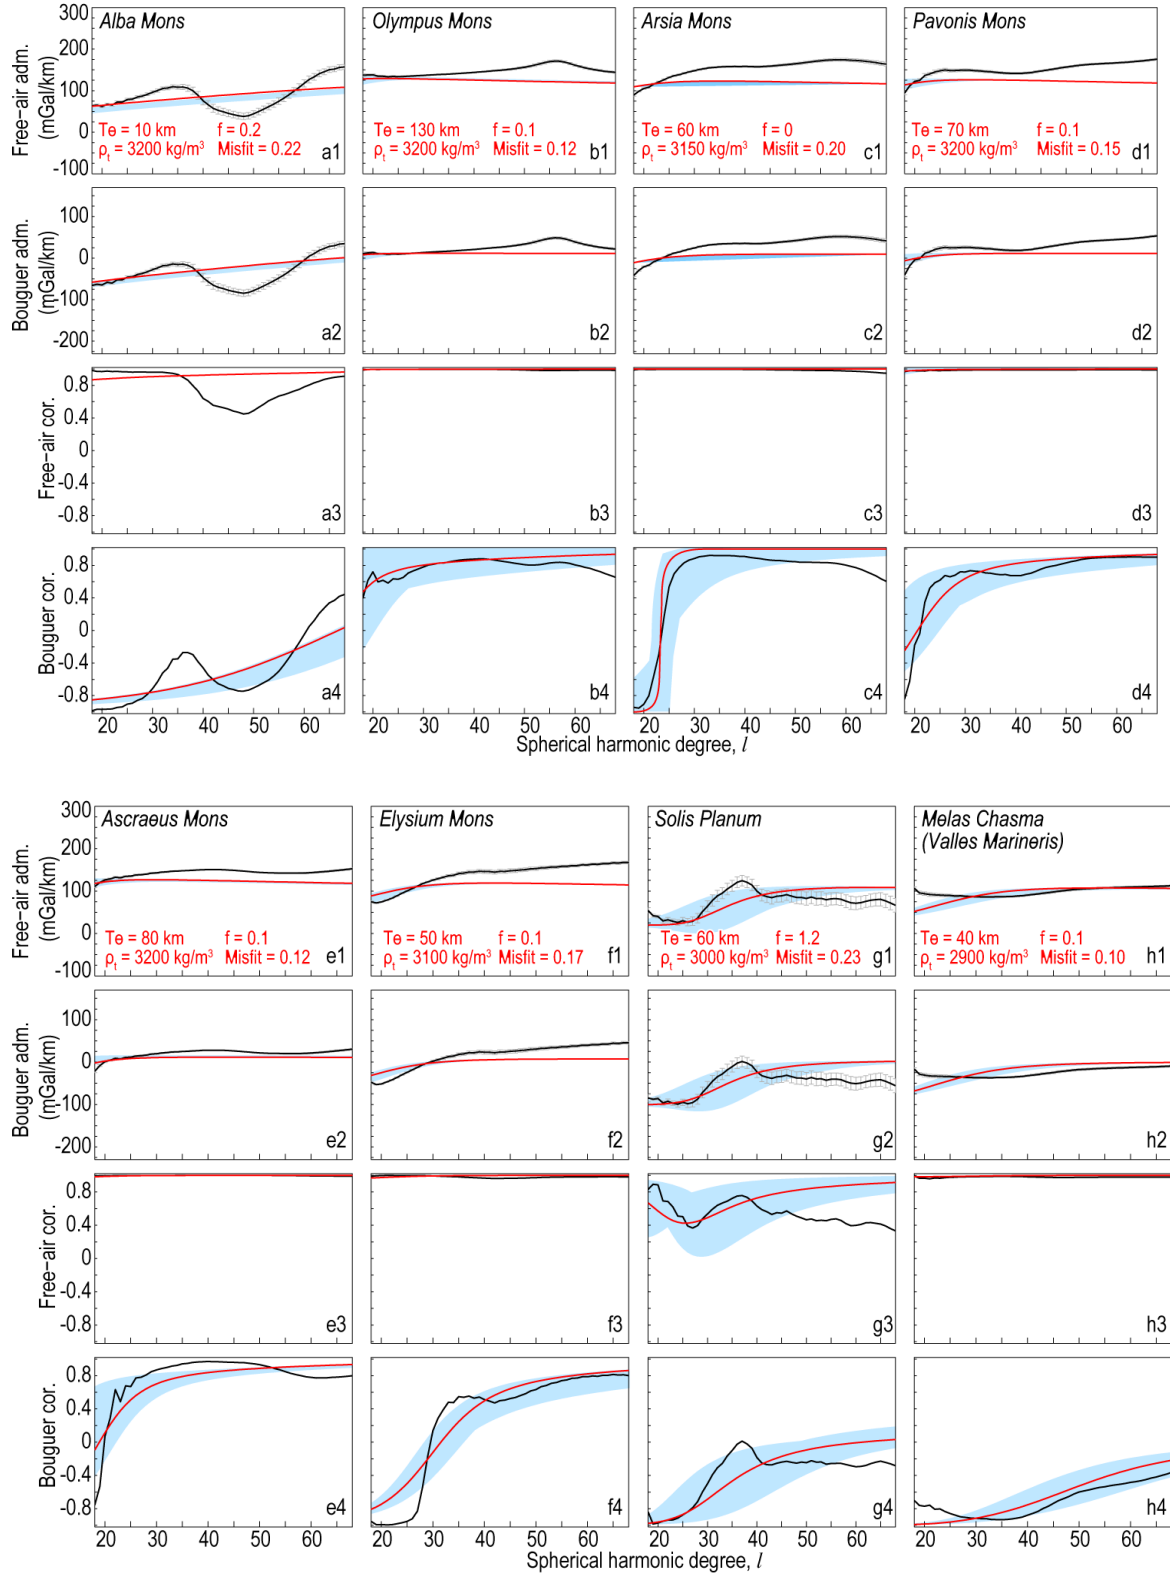 Alba Mons
Olympus Mons
Arsia Mons
Pavonis Mons
Free-air adm.
(mGal/km)
300
200
100
0
-100
Te = 10 km f = 0.2
ρt = 3200 kg/m³ Misfit = 0.22 a1
Te = 130 km f = 0.1
ρt = 3200 kg/m³ Misfit = 0.12 b1
Te = 60 km f = 0
ρt = 3150 kg/m³ Misfit = 0.20 c1
Te = 70 km f = 0.1
ρt = 3200 kg/m³ Misfit = 0.15 d1
Bouguer adm.
(mGal/km)
100
0
-100
-200
a2
b2
c2
d2
Free-air cor.
0.8
0.4
0
-0.4
-0.8
a3
b3
c3
d3
Bouguer cor.
0.8
0.4
0
-0.4
-0.8
a4
b4
c4
d4
20 30 40 50 60
20 30 40 50 60
20 30 40 50 60
20 30 40 50 60
Spherical harmonic degree, l
Ascraeus Mons
Elysium Mons
Solis Planum
Melas Chasma
(Valles Marineris)
Free-air adm.
(mGal/km)
300
200
100
0
-100
Te = 80 km f = 0.1
ρt = 3200 kg/m³ Misfit = 0.12 e1
Te = 50 km f = 0.1
ρt = 3100 kg/m³ Misfit = 0.17 f1
Te = 60 km f = 1.2
ρt = 3000 kg/m³ Misfit = 0.23 g1
Te = 40 km f = 0.1
ρt = 2900 kg/m³ Misfit = 0.10 h1
Bouguer adm.
(mGal/km)
100
0
-100
-200
e2
f2
g2
h2
Free-air cor.
0.8
0.4
0
-0.4
-0.8
e3
f3
g3
h3
Bouguer cor.
0.8
0.4
0
-0.4
-0.8
e4
f4
g4
h4
20 30 40 50 60
20 30 40 50 60
20 30 40 50 60
20 30 40 50 60
Spherical harmonic degree, l